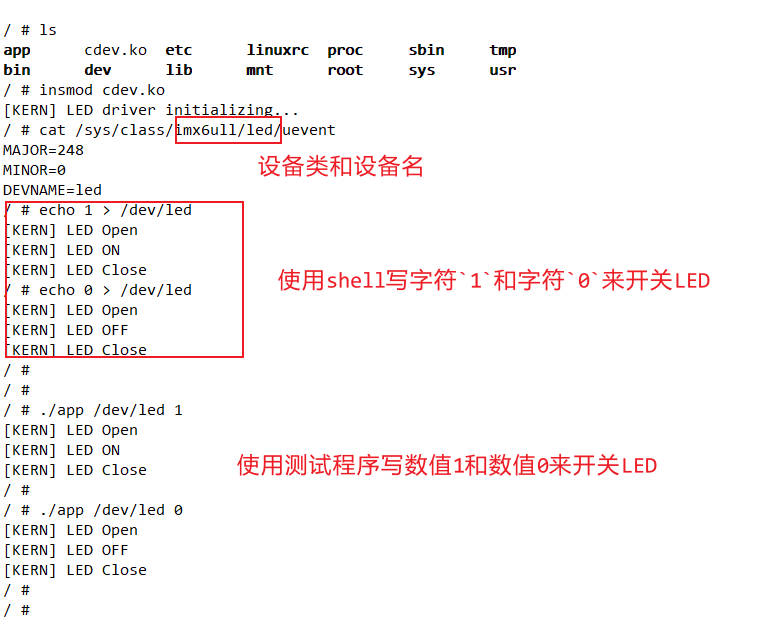 / # ls
app cdev.ko etc linuxrc proc sbin tmp
bin dev lib mnt root sys usr
/ # insmod cdev.ko
[KERN] LED driver initializing...
/ # cat /sys/class/imx6ull/led/uevent
MAJOR=248
设备类和设备名
MINOR=0
DEVNAME=led
/ # echo 1 > /dev/led
[KERN] LED Open
[KERN] LED ON
[KERN] LED Close
使用shell写字符`1`和字符`0`来开关LED
/ # echo 0 > /dev/led
[KERN] LED Open
[KERN] LED OFF
[KERN] LED Close
/ #
/ #
/ # ./app /dev/led 1
[KERN] LED Open
[KERN] LED ON
[KERN] LED Close
使用测试程序写数值1和数值0来开关LED
/ #
/ # ./app /dev/led 0
[KERN] LED Open
[KERN] LED OFF
[KERN] LED Close
/ #
/ #